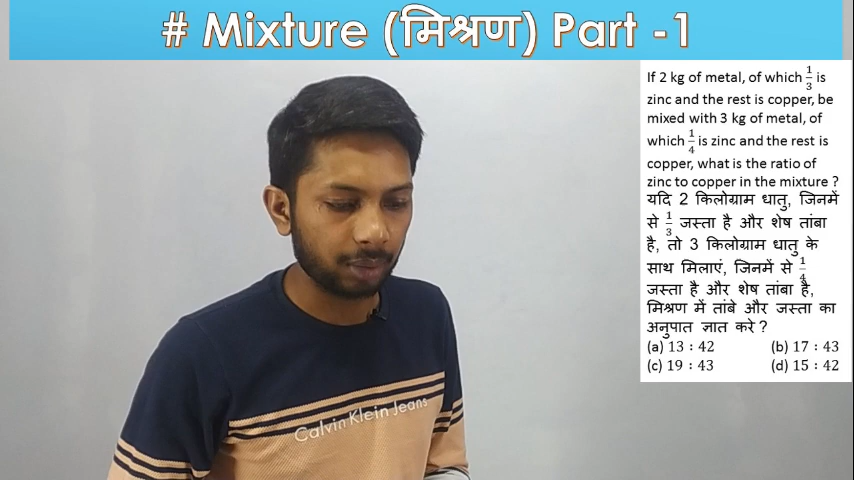 # Mixture (मिश्रण) Part -1
If 2 kg of metal, of which 1/3 is
zinc and the rest is copper, be
mixed with 3 kg of metal, of
which 1/4 is zinc and the rest is
copper, what is the ratio of
zinc to copper in the mixture ?
यदि 2 किलोग्राम धातु, जिनमें
से 1/3 जस्ता है और शेष तांबा
है, तो 3 किलोग्राम धातु के
साथ मिलाएं, जिनमें से 1/4
जस्ता है और शेष तांबा है,
मिश्रण में तांबे और जस्ता का
अनुपात ज्ञात करे ?
(a) 13 : 42 (b) 17 : 43
(c) 19 : 43 (d) 15 : 42
Calvin Klein Jeans